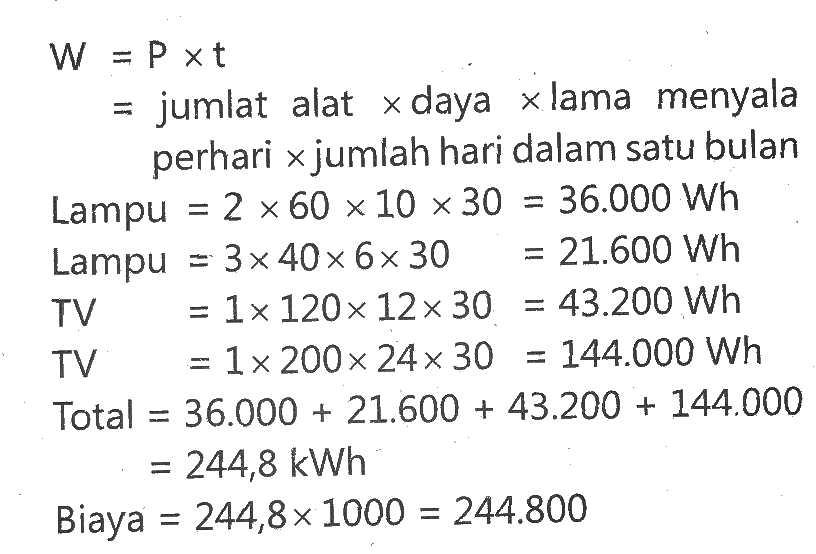 W = P × t
= jumlat alat × daya × lama menyala
perhari × jumlah hari dalam satu bulan
Lampu = 2 × 60 × 10 × 30 = 36.000 Wh
Lampu = 3 × 40 × 6 × 30 = 21.600 Wh
TV = 1 × 120 × 12 × 30 = 43.200 Wh
TV = 1 × 200 × 24 × 30 = 144.000 Wh
Total = 36.000 + 21.600 + 43.200 + 144.000
= 244,8 kWh
Biaya = 244,8 × 1000 = 244.800